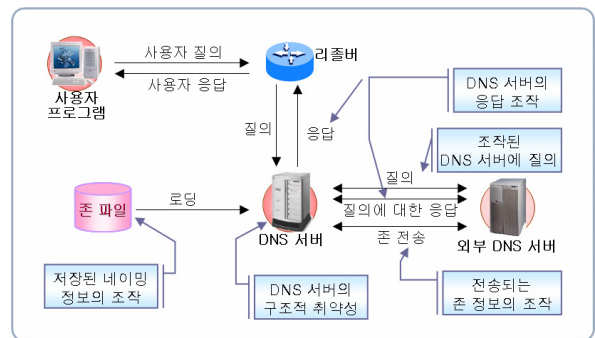 사용자 질의
사용자 응답
리졸버
사용자
프로그램
DNS 서버의
응답 조작
질의
응답
조작된
DNS 서버에 질의
질의
존 파일
로딩
질의에 대한 응답
DNS 서버
존 전송
외부 DNS 서버
저장된 네이밍
정보의 조작
DNS 서버의
구조적 취약성
전송되는
존 정보의 조작